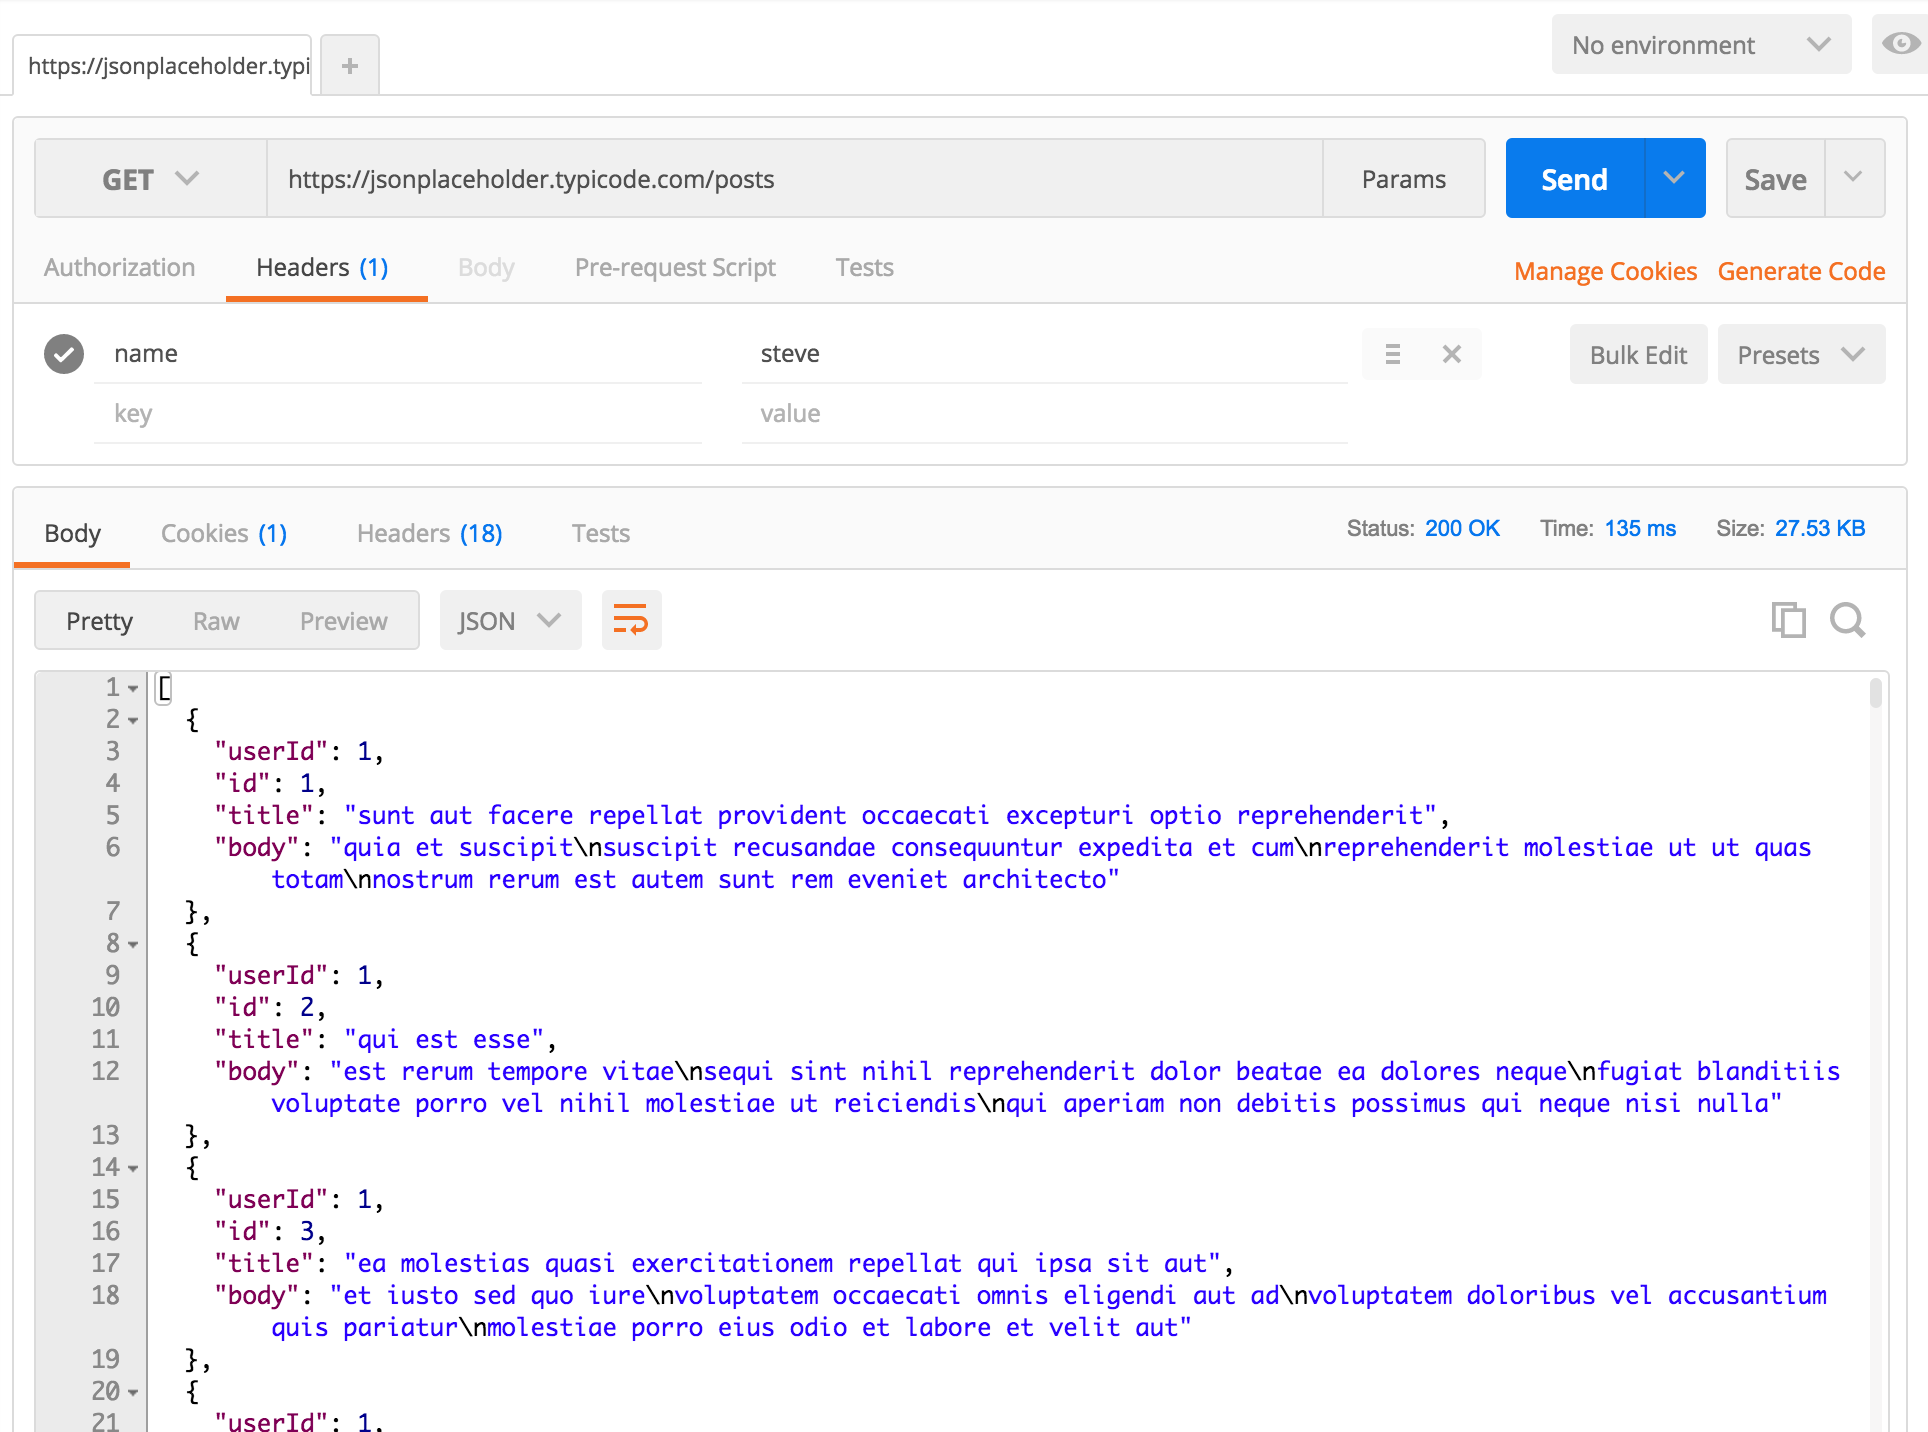 No environment
https://jsonplaceholder.typi +
GET https://jsonplaceholder.typicode.com/posts Params Send Save
Authorization Headers (1) Body Pre-request Script Tests Manage Cookies Generate Code
name steve Bulk Edit Presets
key value
Body Cookies (1) Headers (18) Tests Status: 200 OK Time: 135 ms Size: 27.53 KB
Pretty Raw Preview JSON
1 [
2 {
3 "userId": 1,
4 "id": 1,
5 "title": "sunt aut facere repellat provident occaecati excepturi optio reprehenderit",
6 "body": "quia et suscipit\nsuscipit recusandae consequuntur expedita et cum\nreprehenderit molestiae ut ut quas
totam\nnostrum rerum est autem sunt rem eveniet architecto"
7 },
8 {
9 "userId": 1,
10 "id": 2,
11 "title": "qui est esse",
12 "body": "est rerum tempore vitae\nsequi sint nihil reprehenderit dolor beatae ea dolores neque\nfugiat blanditiis
voluptate porro vel nihil molestiae ut reiciendis\nqui aperiam non debitis possimus qui neque nisi nulla"
13 },
14 {
15 "userId": 1,
16 "id": 3,
17 "title": "ea molestias quasi exercitationem repellat qui ipsa sit aut",
18 "body": "et iusto sed quo iure\nvoluptatem occaecati omnis eligendi aut ad\nvoluptatem doloribus vel accusantium
quis pariatur\nmolestiae porro eius odio et labore et velit aut"
19 },
20 {
21 "userId": 1,